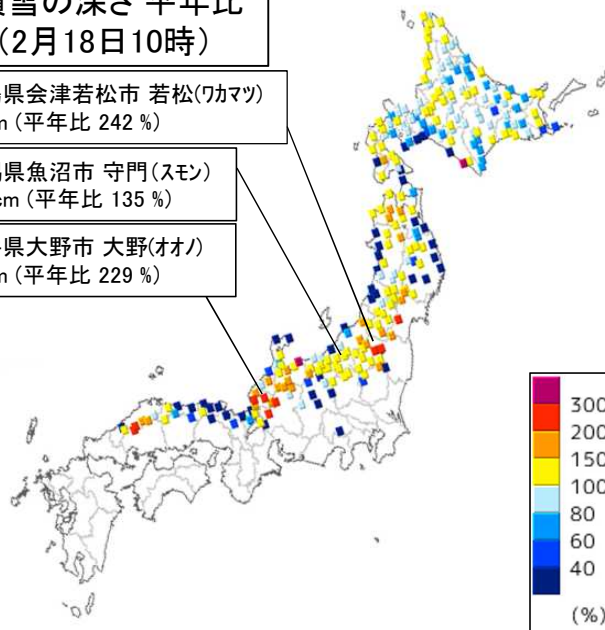 積雪の深さ 平年比
(2月18日10時)
県会津若松市 若松(ワカマツ)
(平年比 242 %)
県魚沼市 守門(スモン)
cm (平年比 135 %)
県大野市 大野(オオノ)
(平年比 229 %)
300
200
150
100
80
60
40
(%)